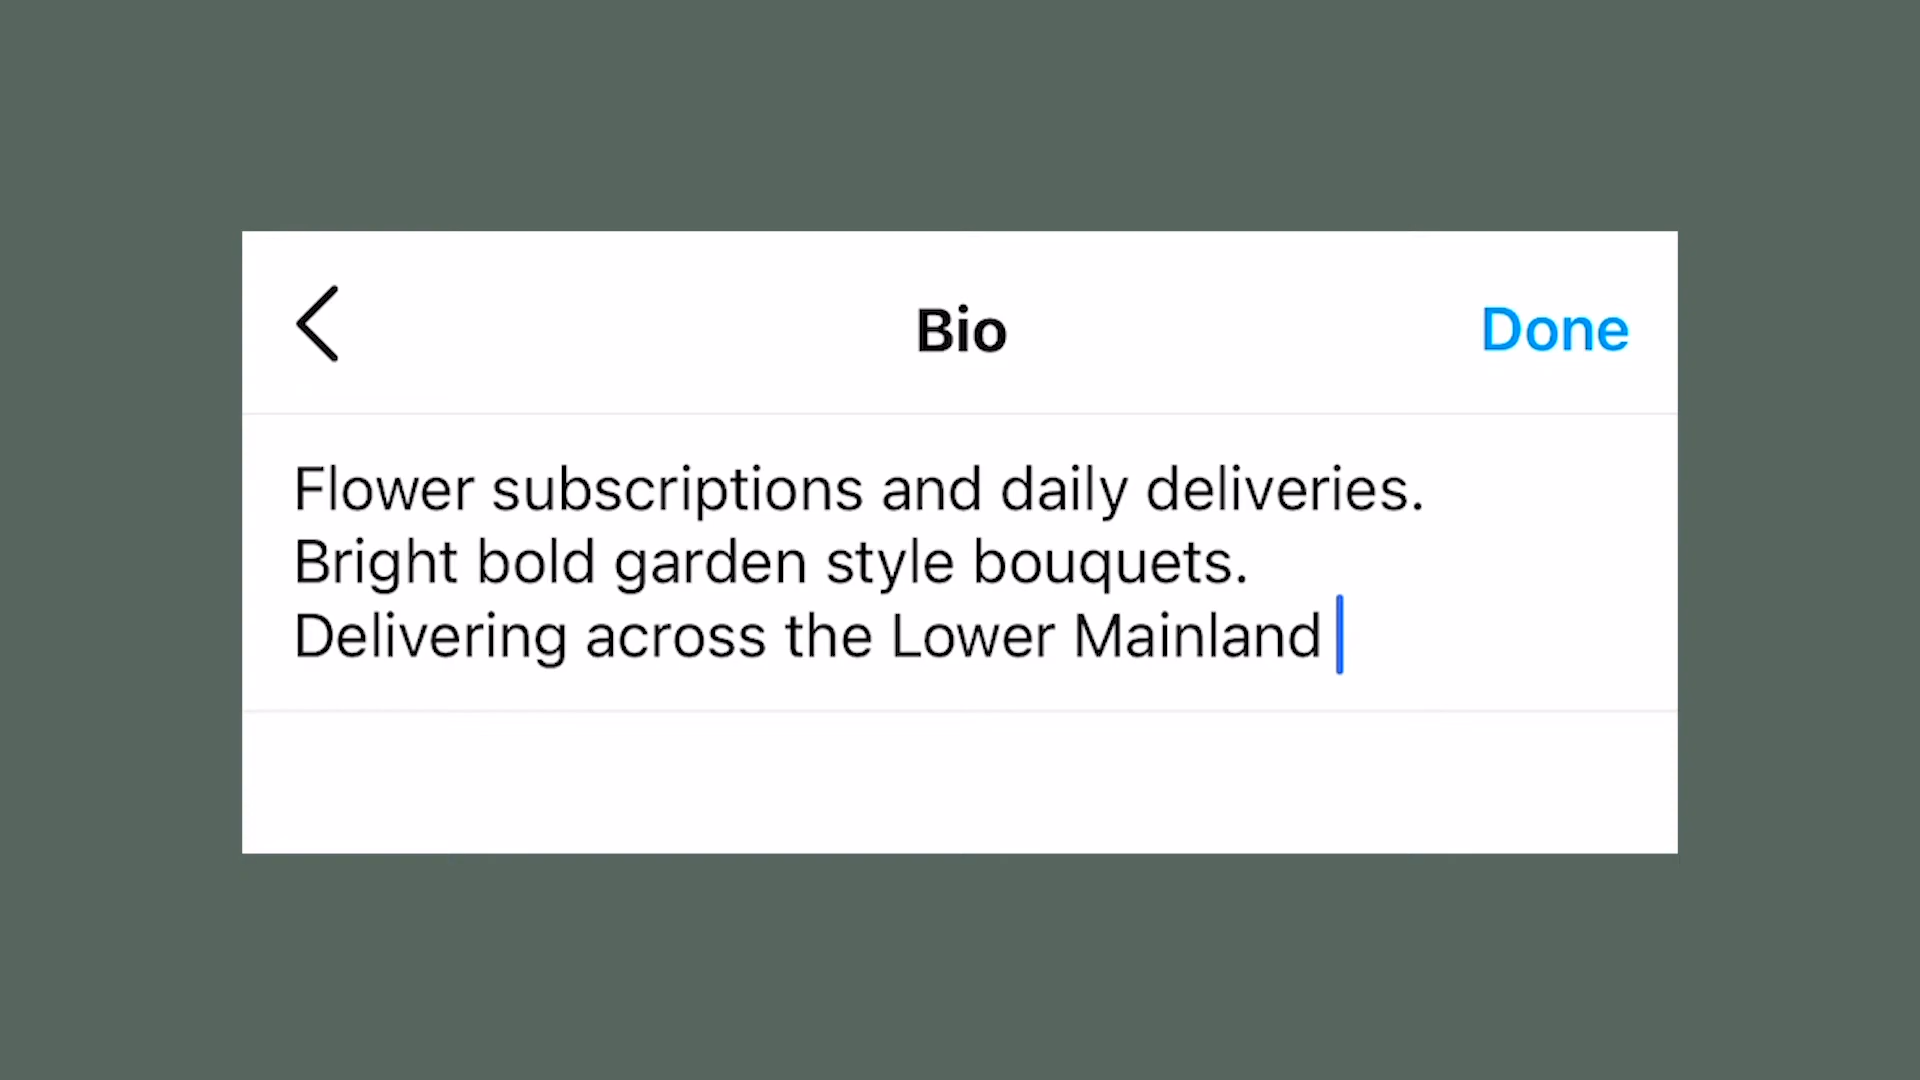 Bio
Done
Flower subscriptions and daily deliveries.
Bright bold garden style bouquets.
Delivering across the Lower Mainland